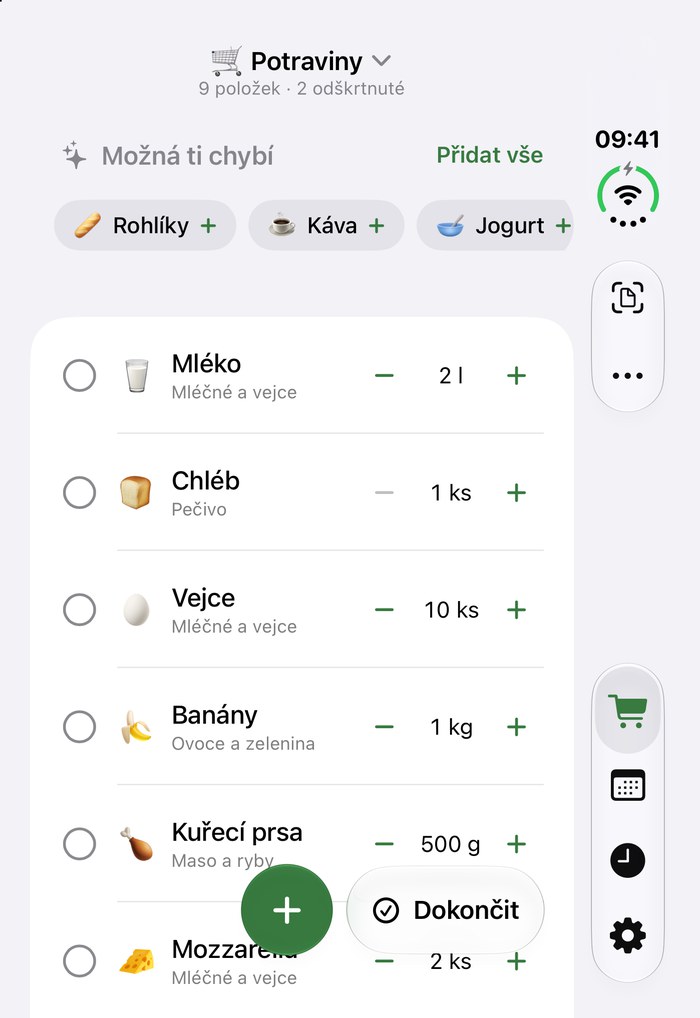 Potraviny
9 položek · 2 odškrtnuté
Možná ti chybí
Přidat vše
09:41
Rohlíky +
Káva +
Jogurt +
Mléko
Mléčné a vejce
2 l
Chléb
Pečivo
1 ks
Vejce
Mléčné a vejce
10 ks
Banány
Ovoce a zelenina
1 kg
Kuřecí prsa
Maso a ryby
500 g
Dokončit
Mozzarella
Mléčné a vejce
2 ks